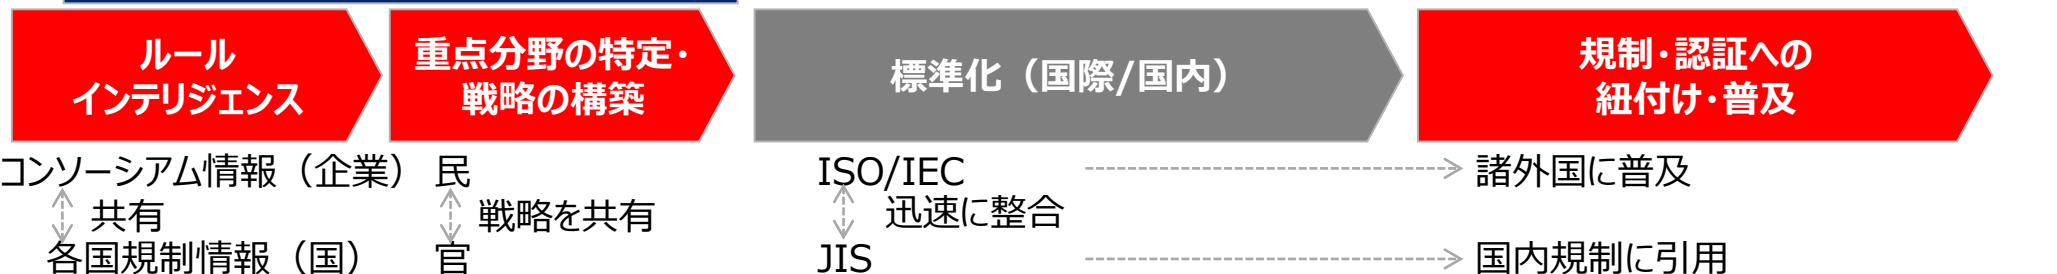 ルール
インテリジェンス
重点分野の特定・
戦略の構築
標準化（国際/国内）
規制・認証への
紐付け・普及
コンソーシアム情報（企業）
共有
各国規制情報（国）
民
戦略を共有
官
ISO/IEC
迅速に整合
JIS
諸外国に普及
国内規制に引用